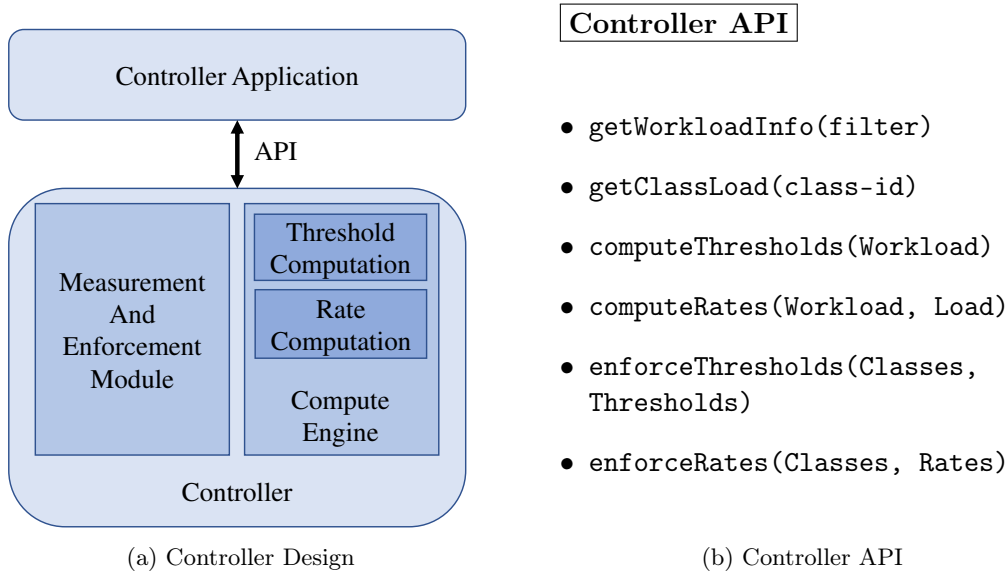 Controller Application
API
Measurement
And
Enforcement
Module
Threshold
Computation
Rate
Computation
Compute
Engine
Controller
(a) Controller Design
Controller API
• getWorkloadInfo(filter)
• getClassLoad(class-id)
• computeThresholds(Workload)
• computeRates(Workload, Load)
• enforceThresholds(Classes,
Thresholds)
• enforceRates(Classes, Rates)
(b) Controller API